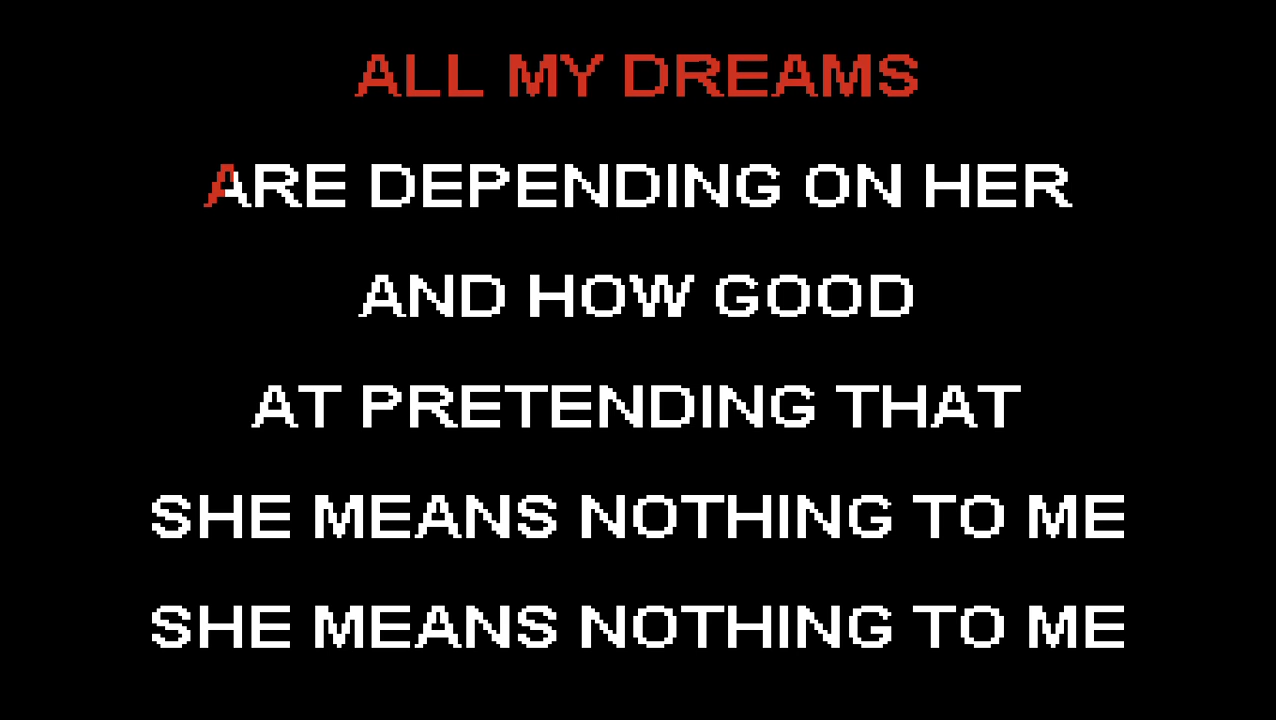 ALL MY DREAMS
ARE DEPENDING ON HER
AND HOW GOOD
AT PRETENDING THAT
SHE MEANS NOTHING TO ME
SHE MEANS NOTHING TO ME